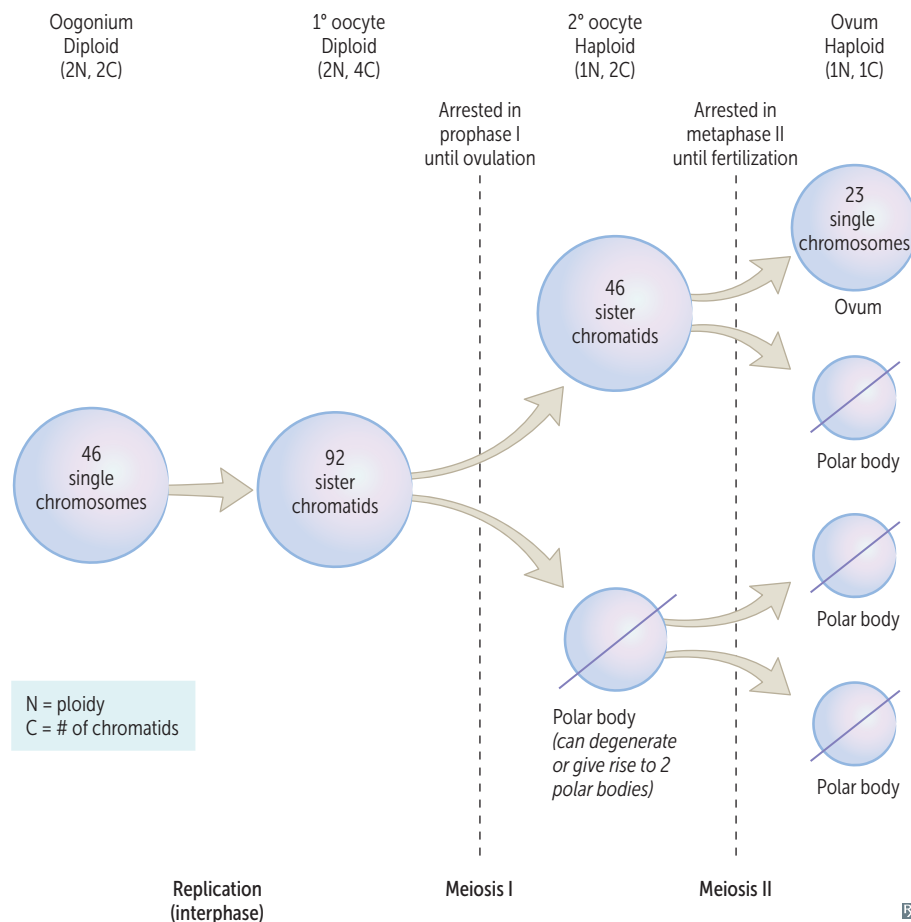 Oogonium
Diploid
(2N, 2C)
1° oocyte
Diploid
(2N, 4C)
2° oocyte
Haploid
(1N, 2C)
Ovum
Haploid
(1N, 1C)
Arrested in
prophase I
until ovulation
Arrested in
metaphase II
until fertilization
23
single
chromosomes
Ovum
46
sister
chromatids
Polar body
46
single
chromosomes
92
sister
chromatids
Polar body
Polar body
(can degenerate
or give rise to 2
polar bodies)
Polar body
N = ploidy
C = # of chromatids
Replication
(interphase)
Meiosis I
Meiosis II